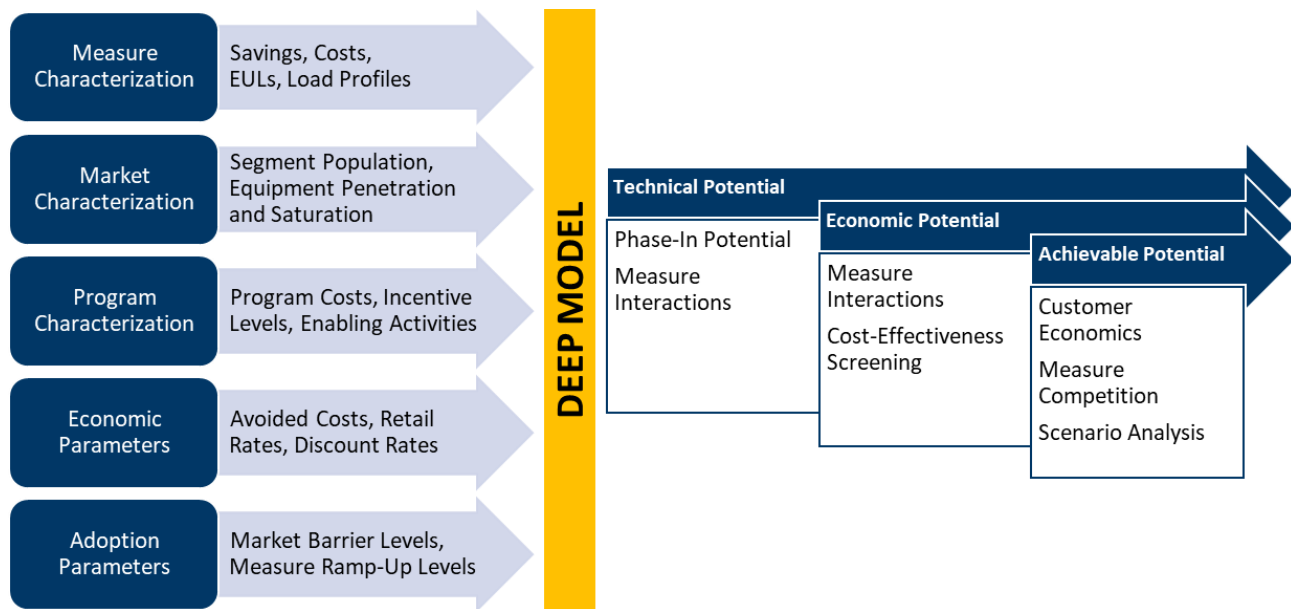 Measure
Characterization
Savings, Costs,
EULs, Load Profiles
Market
Characterization
Segment Population,
Equipment Penetration
and Saturation
Program
Characterization
Program Costs, Incentive
Levels, Enabling Activities
Economic
Parameters
Avoided Costs, Retail
Rates, Discount Rates
Adoption
Parameters
Market Barrier Levels,
Measure Ramp-Up Levels
DEEP MODEL
Technical Potential
Phase-In Potential
Measure
Interactions
Economic Potential
Measure
Interactions
Cost-Effectiveness
Screening
Achievable Potential
Customer
Economics
Measure
Competition
Scenario Analysis